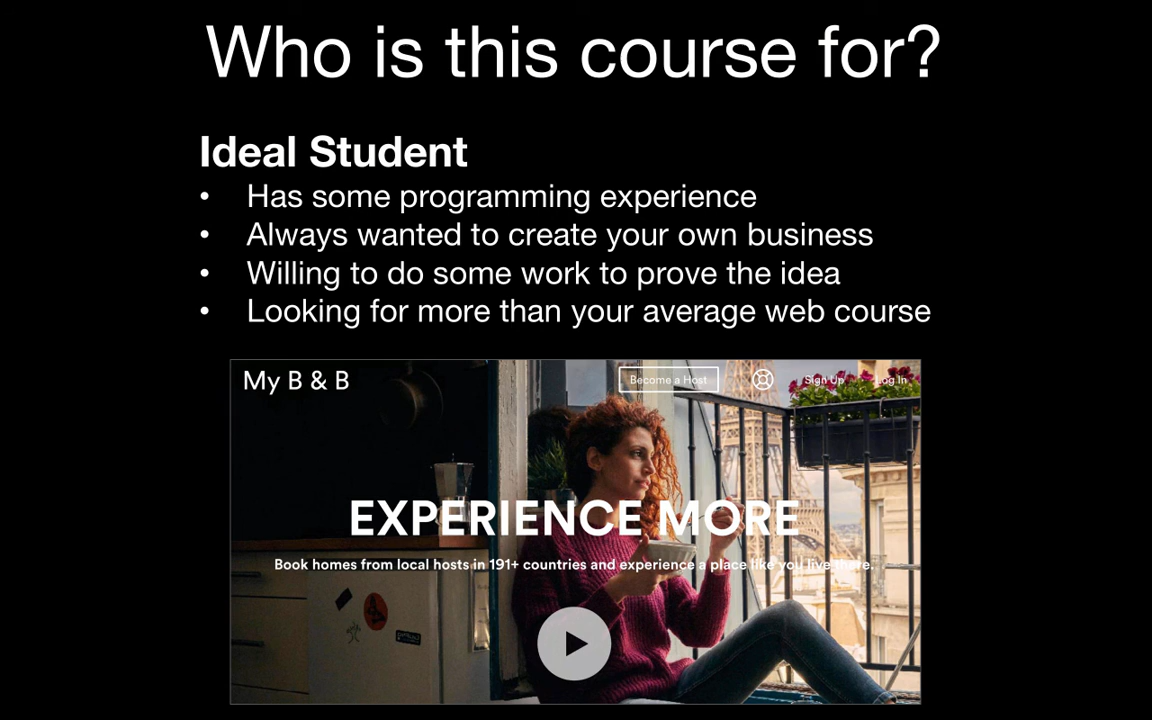 Who is this course for?
Ideal Student
• Has some programming experience
• Always wanted to create your own business
• Willing to do some work to prove the idea
• Looking for more than your average web course
My B & B
Become a Host
Sign Up
Log In
EXPERIENCE MORE
Book homes from local hosts in 191+ countries and experience a place like you live there.